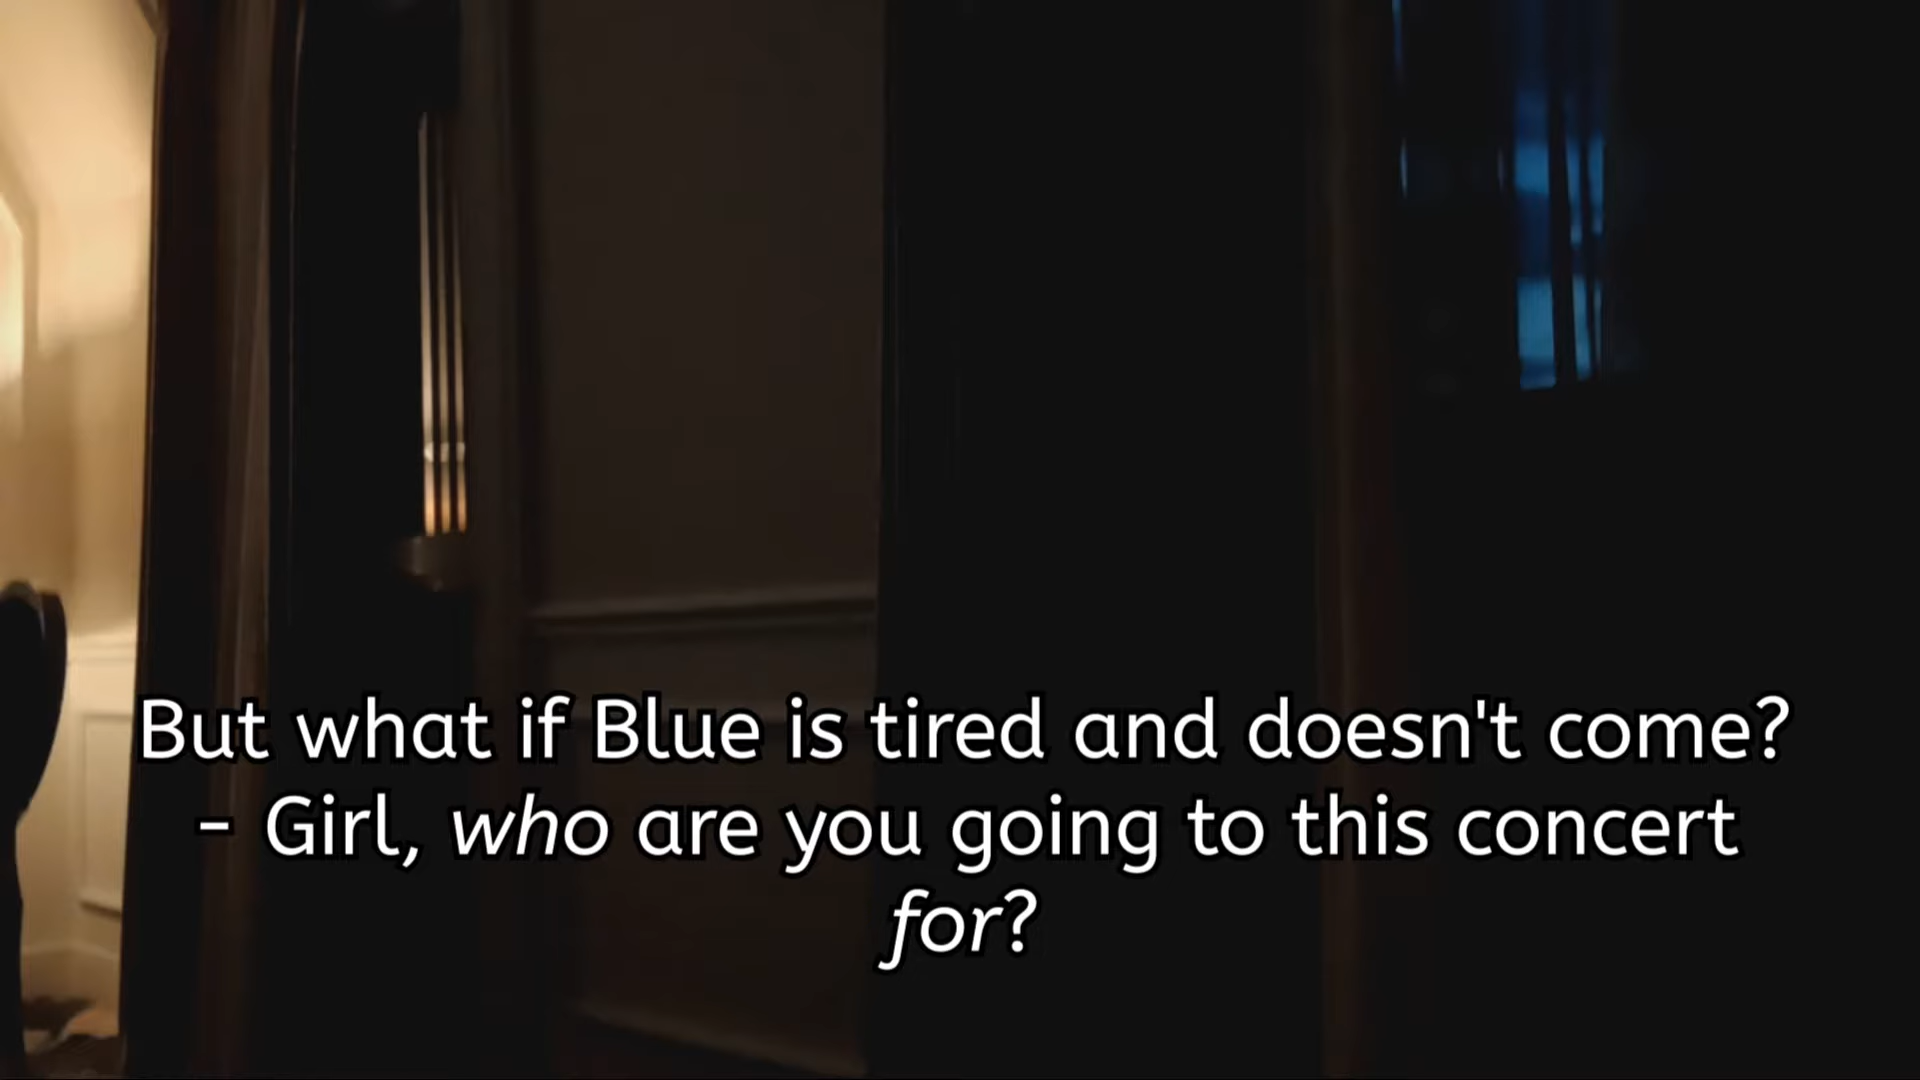 But what if Blue is tired and doesn't come?
- Girl, who are you going to this concert
for?